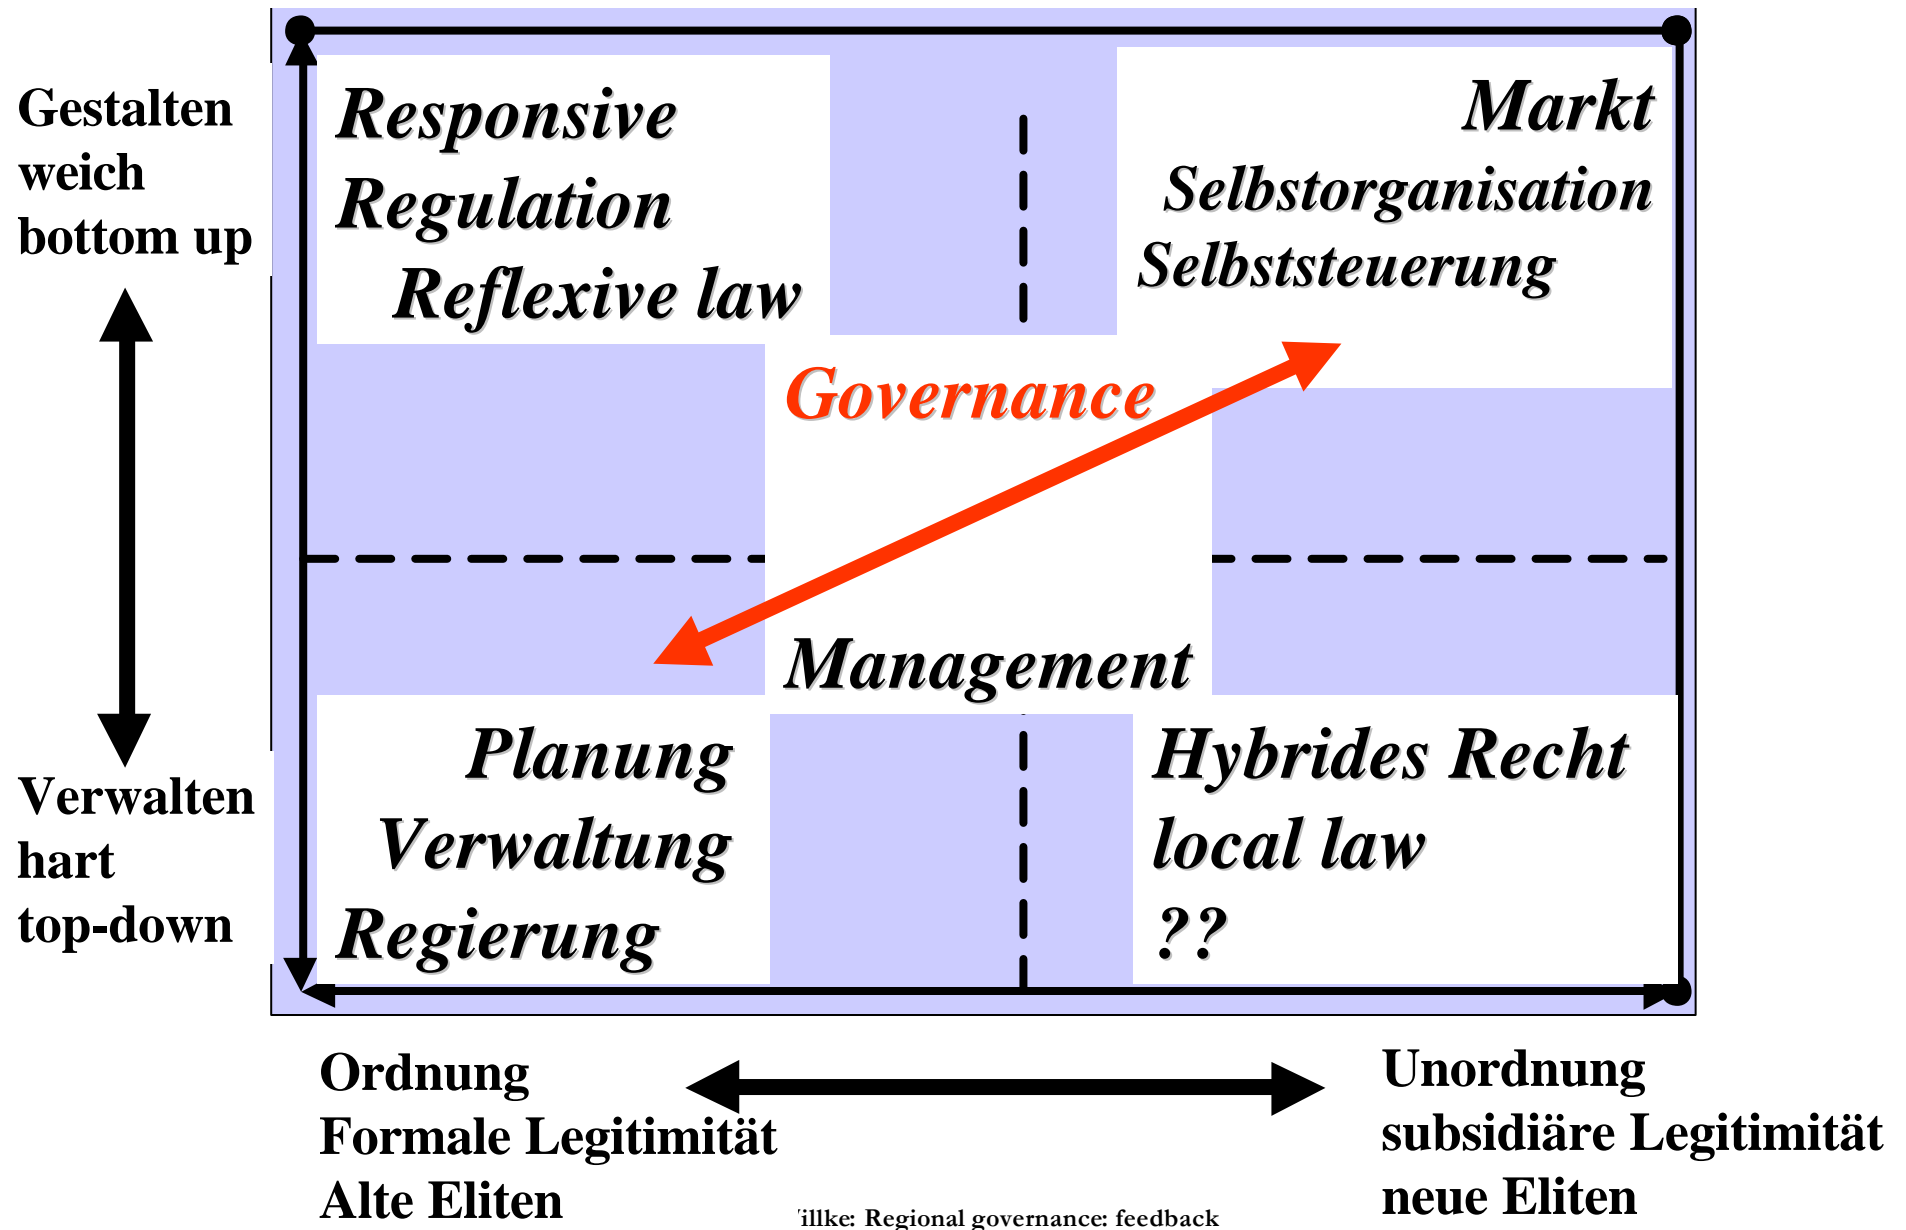 Gestalten
weich
bottom up
Verwalten
hart
top-down
Responsive
Regulation
Reflexive law
Markt
Selbstorganisation
Selbststeuerung
Governance
Management
Planung
Verwaltung
Regierung
Hybrides Recht
local law
??
Ordnung
Formale Legitimität
Alte Eliten
Unordnung
subsidiäre Legitimität
neue Eliten
Regional governance: feedback